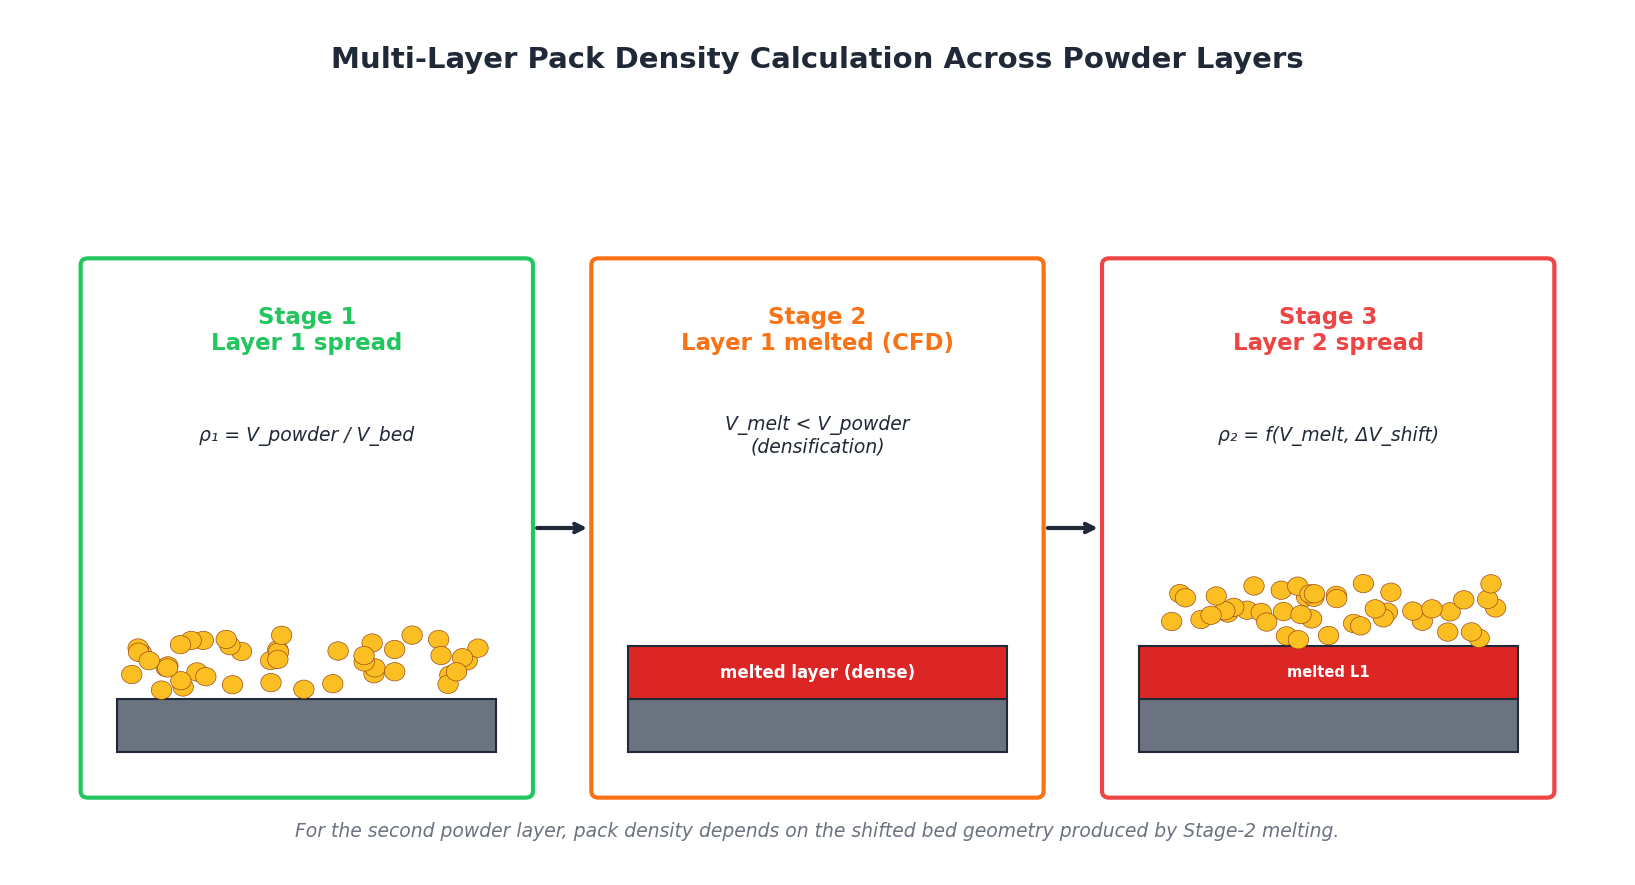 Multi-Layer Pack Density Calculation Across Powder Layers
Stage 1
Layer 1 spread
ρ₁ = V_powder / V_bed
Stage 2
Layer 1 melted (CFD)
V_melt < V_powder
(densification)
melted layer (dense)
Stage 3
Layer 2 spread
ρ₂ = f(V_melt, ΔV_shift)
melted L1
For the second powder layer, pack density depends on the shifted bed geometry produced by Stage-2 melting.